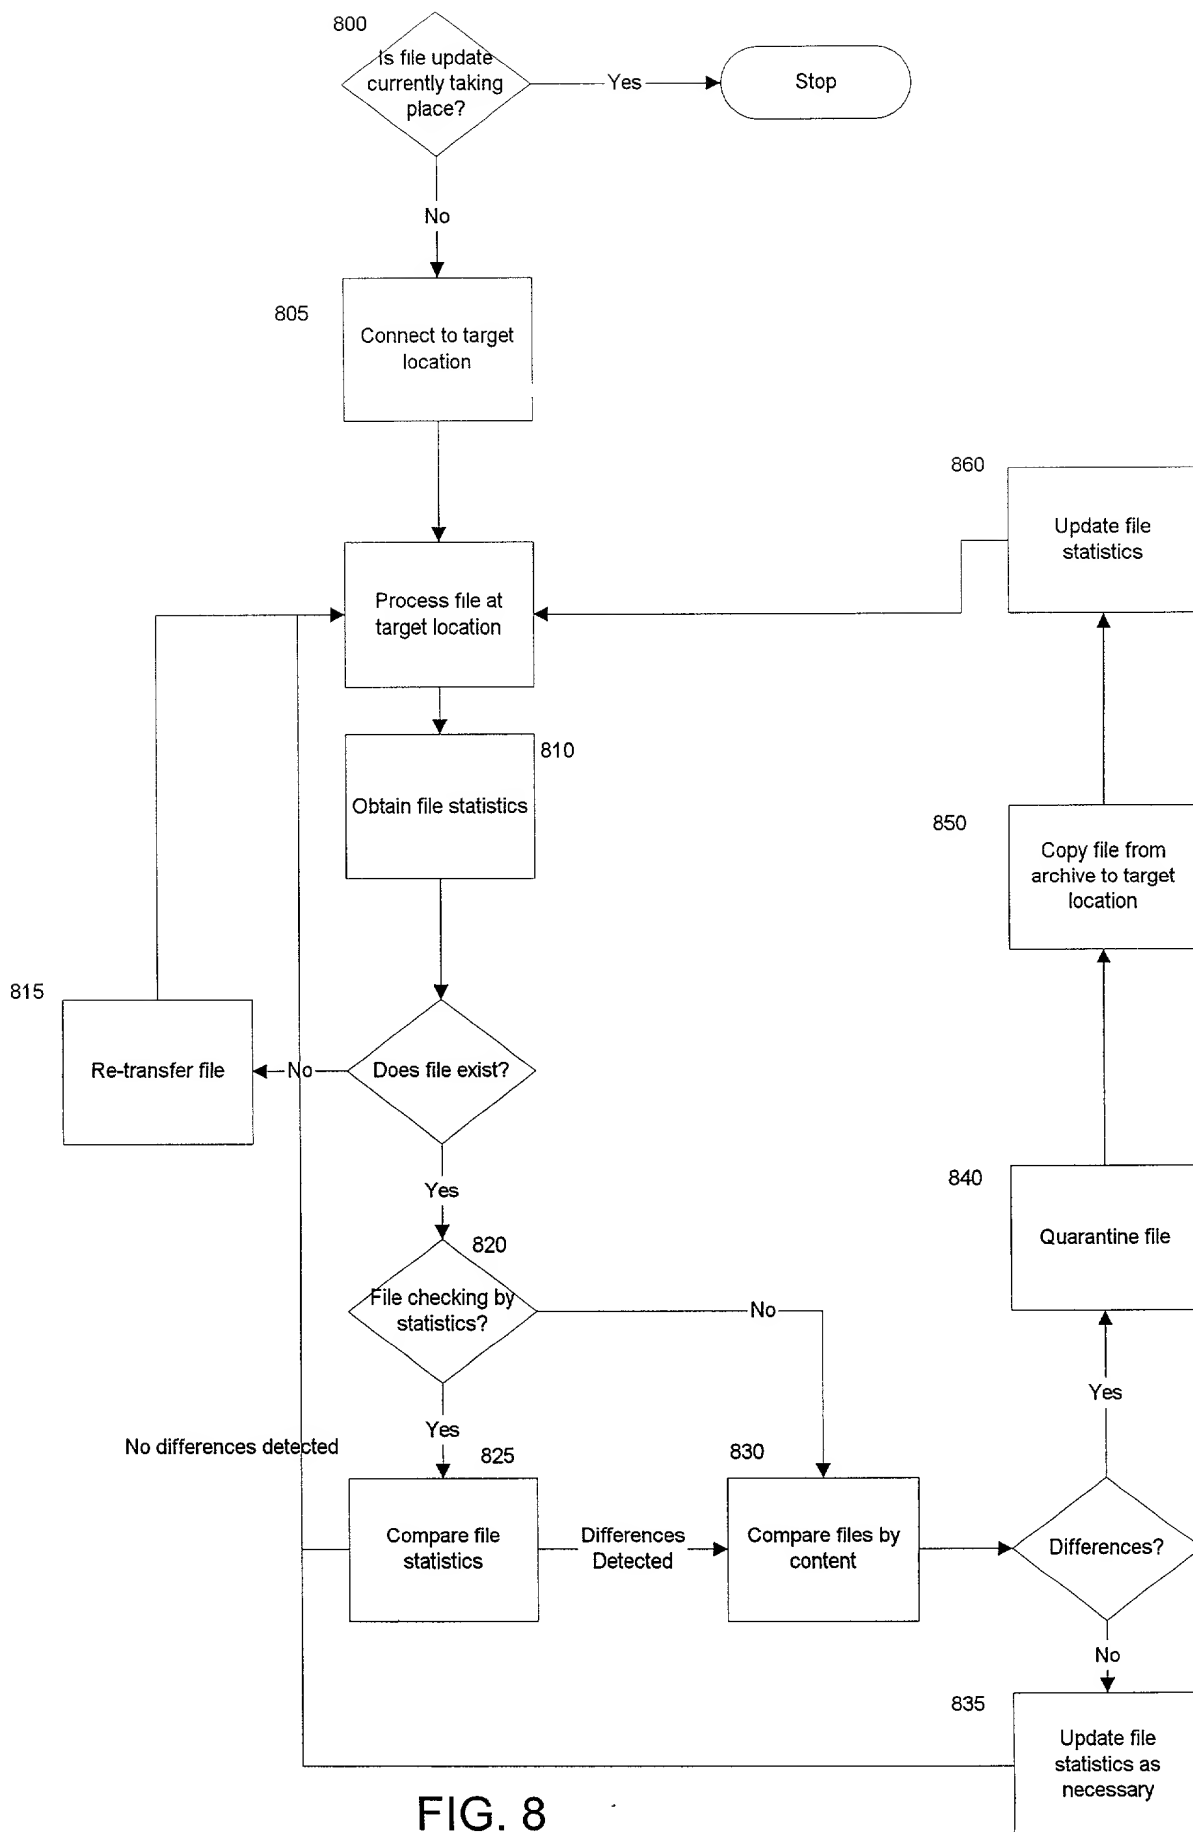 800
Is file update
currently taking
place?
Yes
Stop
No
805
Connect to target
location
860
Update file
statistics
Process file at
target location
810
Obtain file statistics
850
Copy file from
archive to target
location
815
Re-transfer file
No
Does file exist?
Yes
840
Quarantine file
820
File checking by
statistics?
No
Yes
Yes
No differences detected
825
830
Compare file
statistics
Differences
Detected
Compare files by
content
Differences?
No
835
Update file
statistics as
necessary
FIG. 8